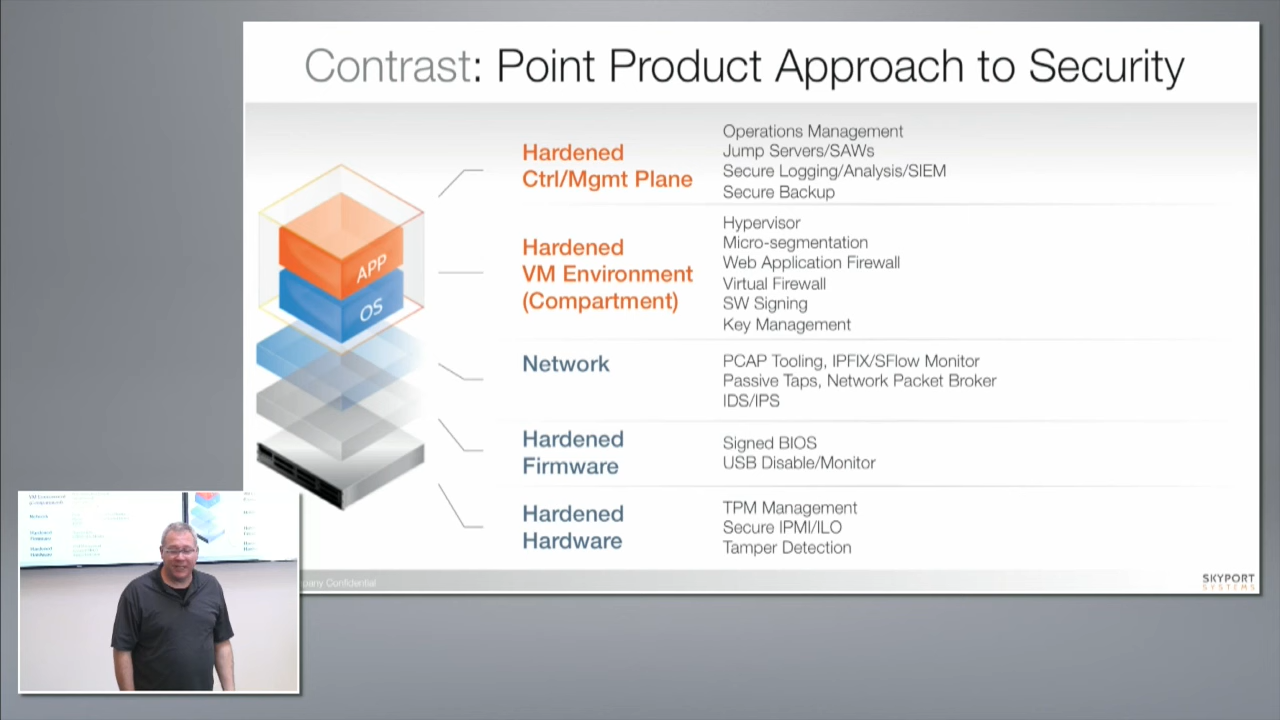 Contrast: Point Product Approach to Security
Hardened
Ctrl/Mgmt Plane
Operations Management
Jump Servers/SAWs
Secure Logging/Analysis/SIEM
Secure Backup
APP
OS
Hardened
VM Environment
(Compartment)
Hypervisor
Micro-segmentation
Web Application Firewall
Virtual Firewall
SW Signing
Key Management
Network
PCAP Tooling, IPFIX/SFlow Monitor
Passive Taps, Network Packet Broker
IDS/IPS
Hardened
Firmware
Signed BIOS
USB Disable/Monitor
Hardened
Hardware
TPM Management
Secure IPMI/ILO
Tamper Detection
Confidential
SKYPORT
SYSTEMS